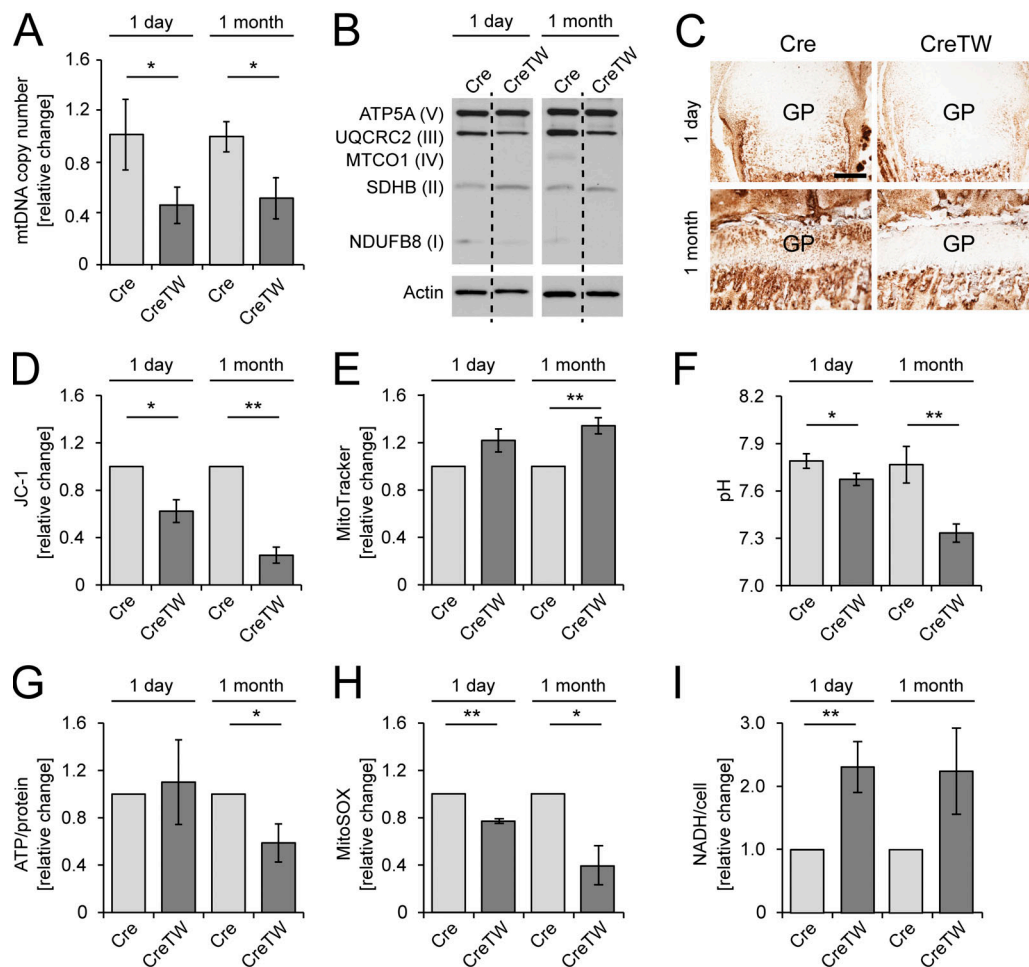 A
1 day 1 month
mtDNA copy number
[relative change]
1.6
1.2
0.8
0.4
0
* *
Cre CreTW Cre CreTW
B
1 day 1 month
Cre CreTW Cre CreTW
ATP5A (V)
UQCRC2 (III)
MTCO1 (IV)
SDHB (II)
NDUFB8 (I)
Actin
C
Cre CreTW
1 day
GP GP
1 month
GP GP
D
1 day 1 month
JC-1
[relative change]
1.6
1.2
0.8
0.4
0
* **
Cre CreTW Cre CreTW
E
1 day 1 month
MitoTracker
[relative change]
1.6
1.2
0.8
0.4
0
**
Cre CreTW Cre CreTW
F
1 day 1 month
pH
8.2
7.9
7.6
7.3
7.0
* **
Cre CreTW Cre CreTW
G
1 day 1 month
ATP/protein
[relative change]
1.6
1.2
0.8
0.4
0
*
Cre CreTW Cre CreTW
H
1 day 1 month
MitoSOX
[relative change]
1.6
1.2
0.8
0.4
0
** *
Cre CreTW Cre CreTW
I
1 day 1 month
NADH/cell
[relative change]
3.0
2.0
1.0
0
**
Cre CreTW Cre CreTW